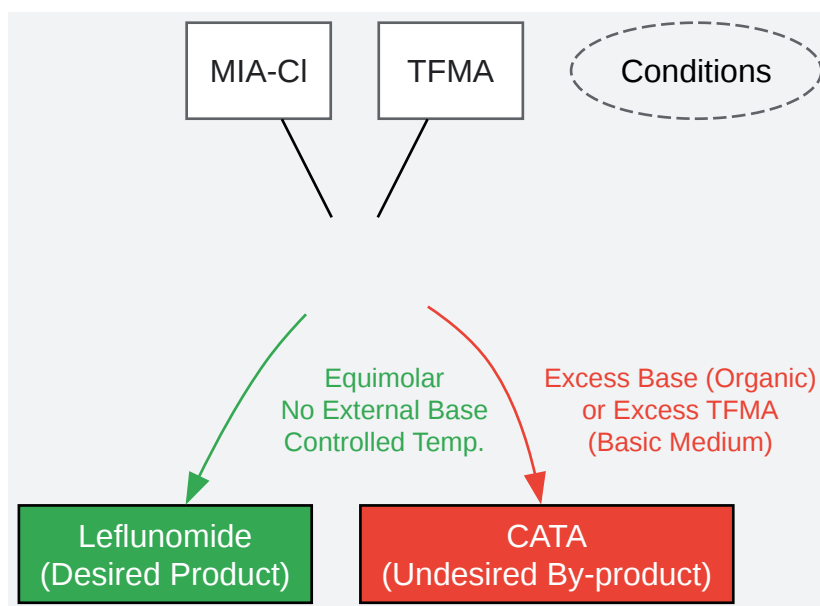 MIA-Cl
TFMA
Conditions
Equimolar
No External Base
Controlled Temp.
Excess Base (Organic)
or Excess TFMA
(Basic Medium)
Leflunomide
(Desired Product)
CATA
(Undesired By-product)